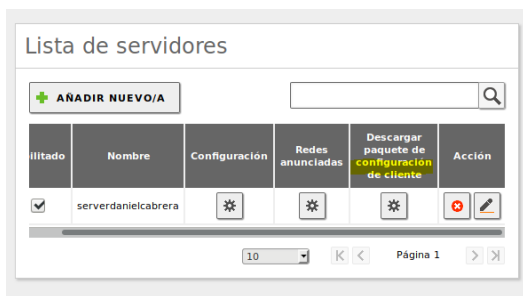 Lista de servidores
AÑADIR NUEVO/A
ilitado
Nombre
Configuración
Redes
anunciadas
Descargar
paquete de
configuración
de cliente
Acción
serverdanielcabrera
10
Página 1